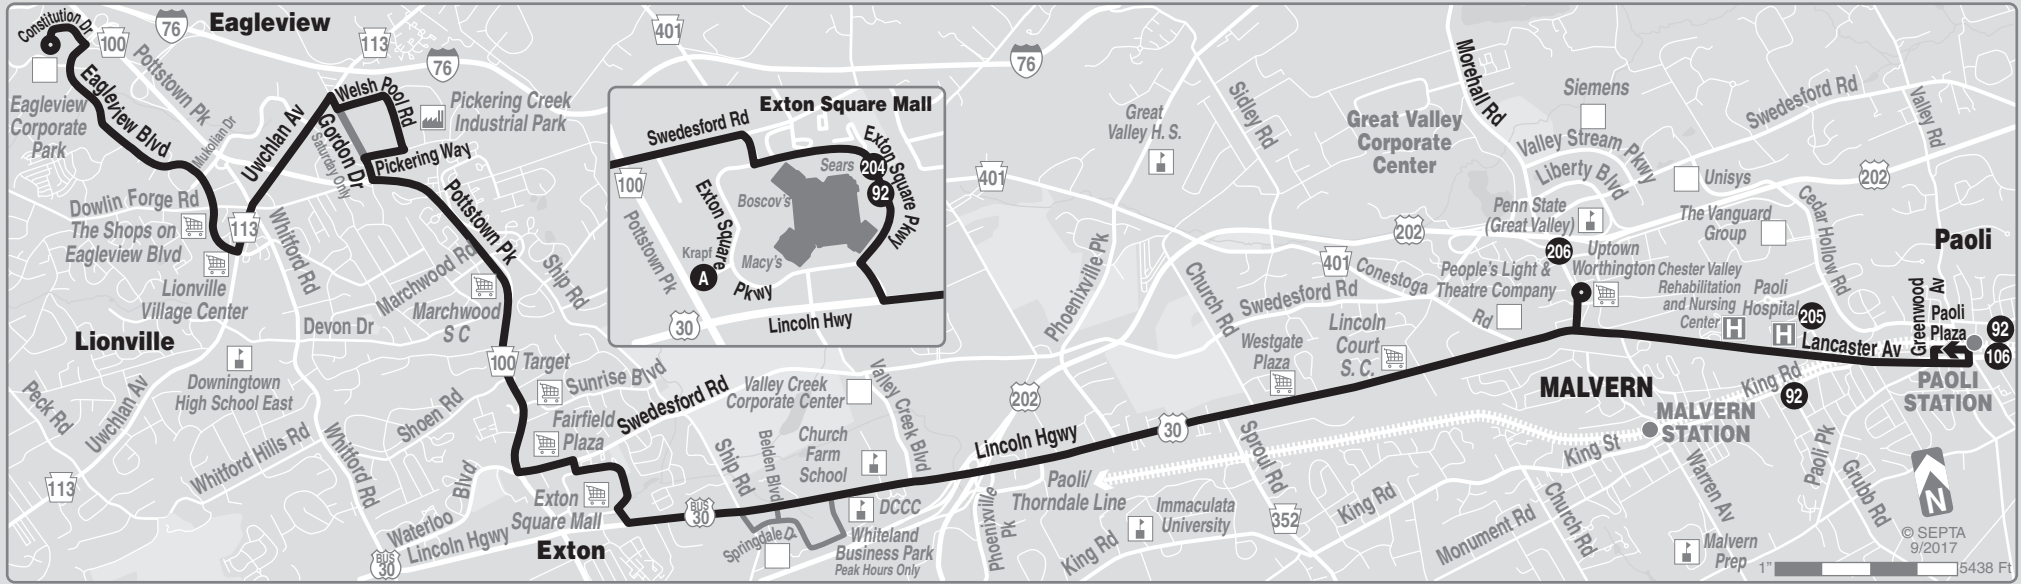 Constitution Dr
100
76
Eagleview
113
76
401
76
Pottstown Pk
Eagleview
Corporate
Park
Eagleview Blvd
Mukoljan Dr
Uwchlan Av
Welsh Pool Rd
Gordon Dr
Saturday Only
Pickering Creek
Industrial Park
Pickering Way
Dowlin Forge Rd
The Shops on
Eagleview Blvd
113
Whitford Rd
Pottstown Pk
Marchwood Rd
Ship Rd
Lionville
Village Center
Marchwood
S C
Devon Dr
Lionville
Downingtown
High School East
100
Target
Sunrise Blvd
Fairfield
Plaza
Swedesford Rd
Peck Rd
Uwchlan Av
Whitford Hills Rd
Shoen Rd
Whitford Rd
113
Waterloo
Blvd
Lincoln Hgwy
BUS
30
Exton
Square Mall
Exton
BUS
30
Exton Square Mall
Swedesford Rd
100
Pottstown Pk
Exton Square
Pkwy
Krapf
A
Boscov's
Sears
Macy's
204
92
Exton Square Pkwy
30
Lincoln Hwy
Valley Creek
Corporate Center
Valley Creek Blvd
Ship Rd
Belden Blvd
Church
Farm
School
DCCC
Springdale D
Whiteland
Business Park
Peak Hours Only
Lincoln Hgwy
202
30
Phoenixville
Pk
Paoli/
Thorndale Line
Immaculata
University
King Rd
352
Sproul Rd
King Rd
401
Great
Valley H. S.
Sidley Rd
Phoenixville Pk
Church Rd
Swedesford Rd
Westgate
Plaza
Lincoln
Court
S. C.
401
Conestoga
Rd
202
People's Light &
Theatre Company
Great Valley
Corporate
Center
Morehall Rd
Siemens
Valley Stream Pkwy
Liberty Blvd
Swedesford Rd
Valley Rd
202
Unisys
Penn State
(Great Valley)
206
Uptown
Worthington
The Vanguard
Group
Cedar Hollow Rd
Chester Valley
Rehabilitation
and Nursing
Center
H
Paoli
Hospital
H
205
Lancaster Av
Paoli
Greenwood
Av
Paoli
Plaza
92
106
PAOLI
STATION
MALVERN
King Rd
92
MALVERN
STATION
King St
Warren Av
Paoli Pk
Grubb Rd
Church Rd
Monument Rd
Malvern
Prep
N
© SEPTA
9/2017
1"
5438 Ft